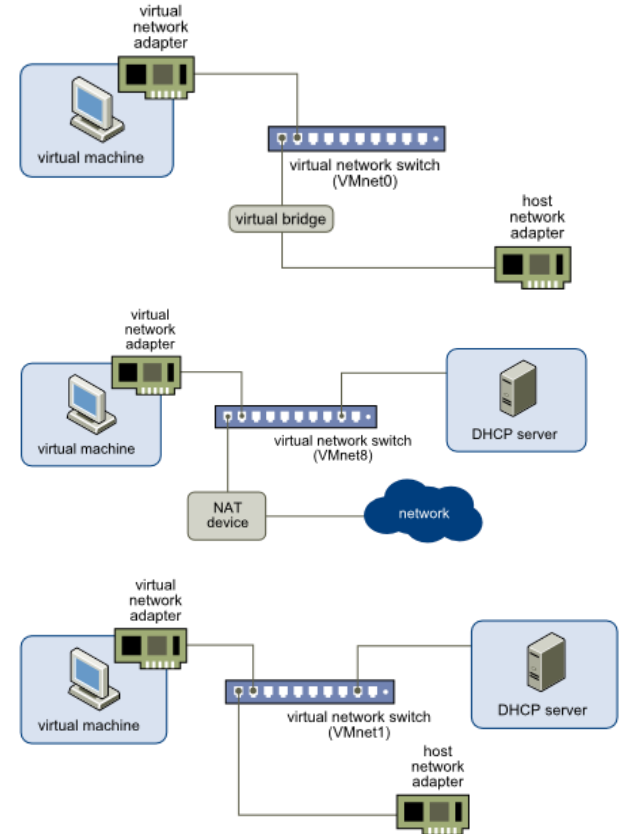 virtual
network
adapter
virtual machine
virtual network switch
(VMnet0)
virtual bridge
host
network
adapter
virtual
network
adapter
virtual machine
virtual network switch
(VMnet8)
DHCP server
NAT
device
network
virtual
network
adapter
virtual machine
virtual network switch
(VMnet1)
DHCP server
host
network
adapter